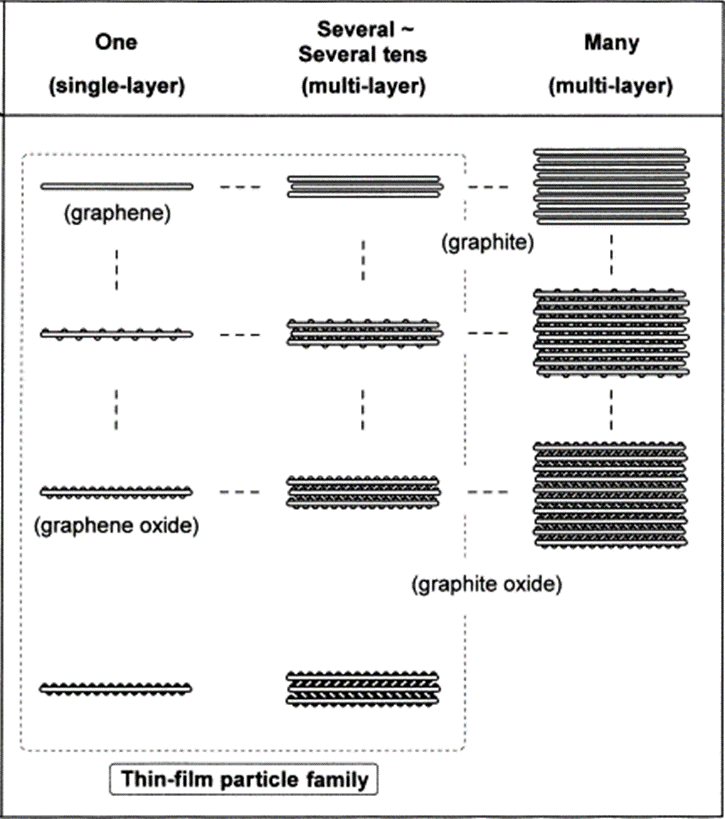 One
(single-layer)
Several ~
Several tens
(multi-layer)
Many
(multi-layer)
(graphene)
(graphite)
(graphene oxide)
(graphite oxide)
Thin-film particle family